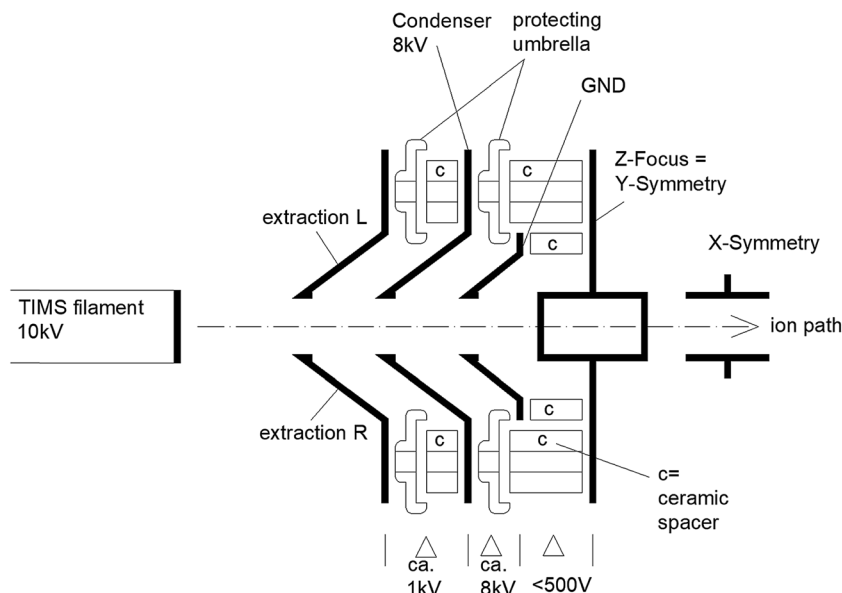 Condenser
8kV
protecting
umbrella
GND
Z-Focus =
Y-Symmetry
c
c
extraction L
c
X-Symmetry
TIMS filament
10kV
ion path
c
extraction R
c
c
c=
ceramic
spacer
ca.
1kV
ca.
8kV
<500V